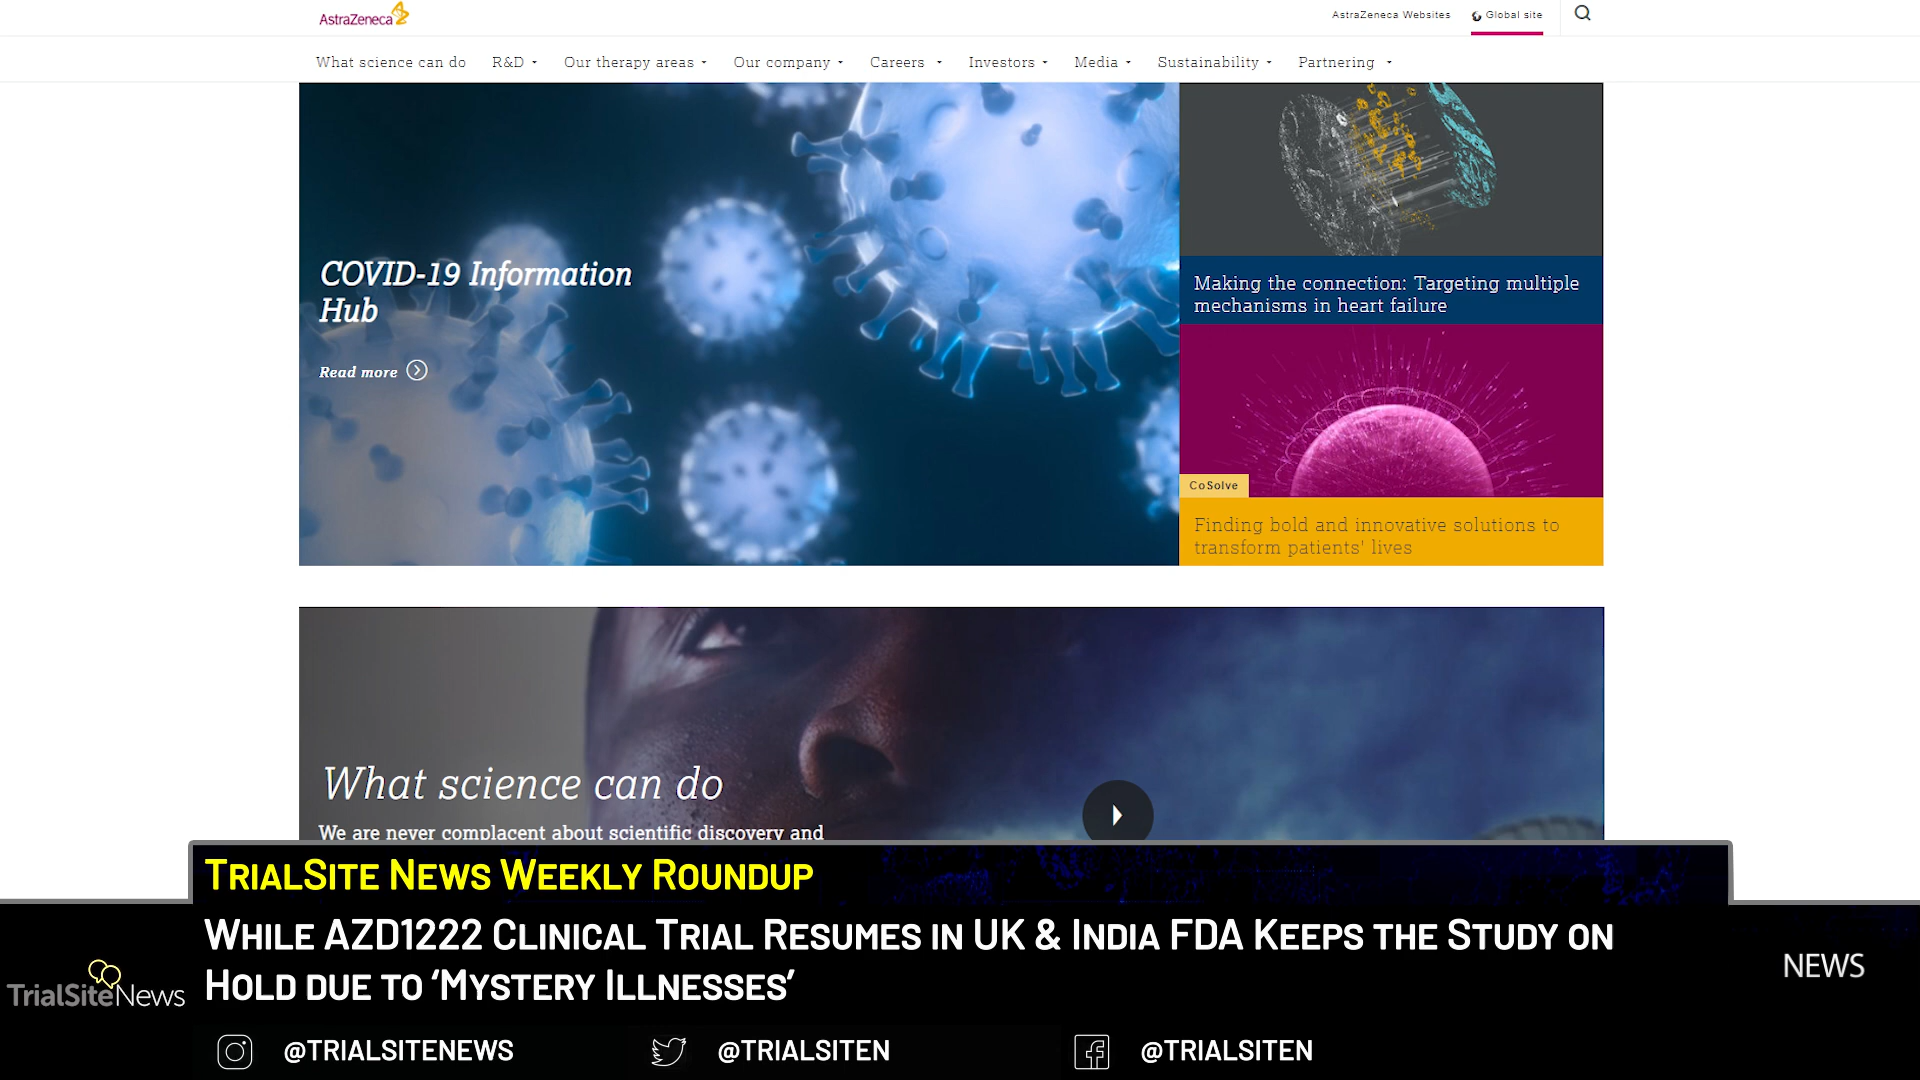 AstraZeneca
AstraZeneca Websites
Global site
What science can do
R&D
Our therapy areas
Our company
Careers
Investors
Media
Sustainability
Partnering
COVID-19 Information
Hub
Read more
Making the connection: Targeting multiple
mechanisms in heart failure
CoSolve
Finding bold and innovative solutions to
transform patients' lives
What science can do
We are never complacent about scientific discovery and
TrialSite News Weekly Roundup
While AZD1222 Clinical Trial Resumes in UK & India FDA Keeps the Study on
Hold due to ‘Mystery Illnesses’
TrialSiteNews
NEWS
@TRIALSITENEWS
@TRIALSITEN
@TRIALSITEN